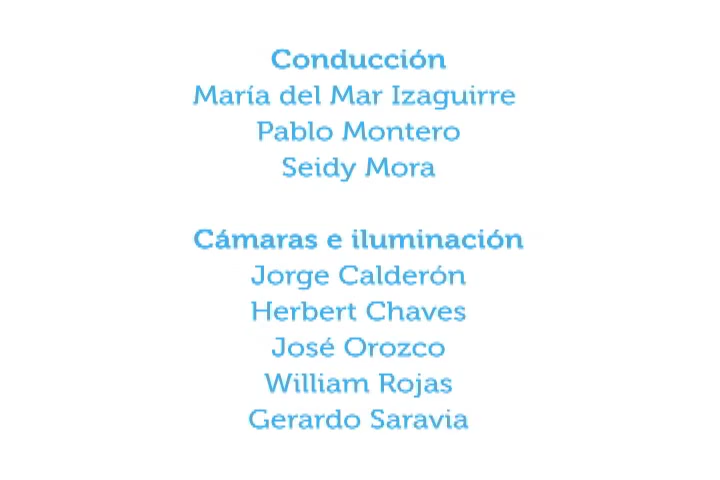 Conducción
María del Mar Izaguirre
Pablo Montero
Seidy Mora
Cámaras e iluminación
Jorge Calderón
Herbert Chaves
José Orozco
William Rojas
Gerardo Saravia